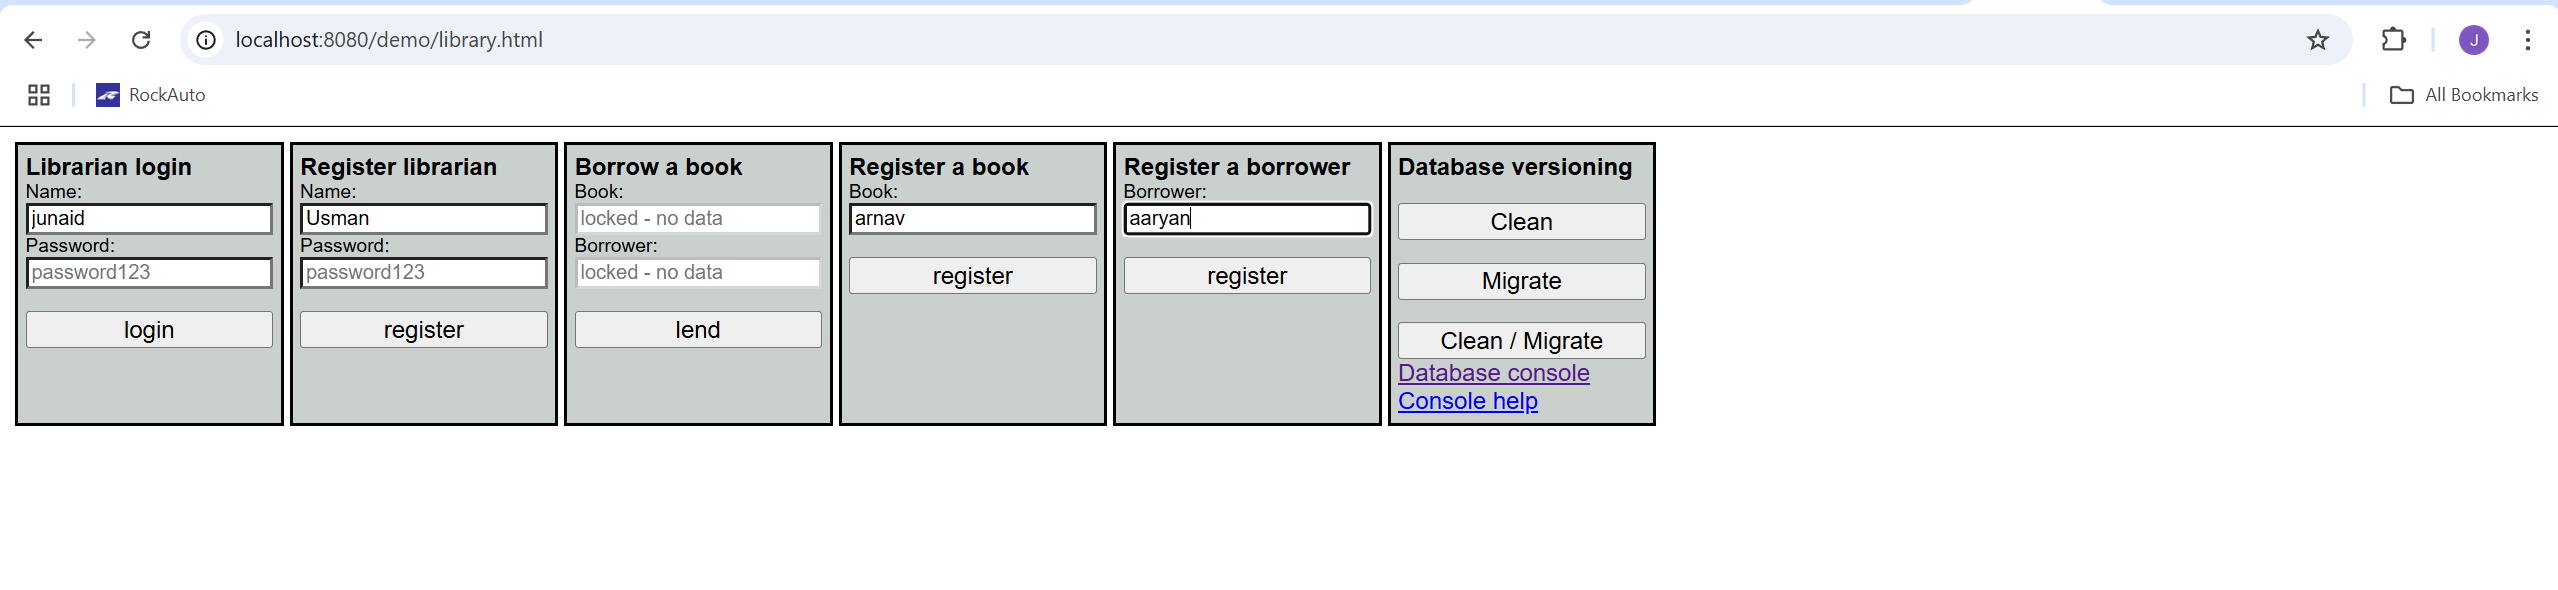 localhost:8080/demo/library.html
J
RockAuto
All Bookmarks
Librarian login
Name:
junaid
Password:
password123
login
Register librarian
Name:
Usman
Password:
password123
register
Borrow a book
Book:
locked - no data
Borrower:
locked - no data
lend
Register a book
Book:
arnav
register
Register a borrower
Borrower:
aaryan
register
Database versioning
Clean
Migrate
Clean / Migrate
Database console
Console help